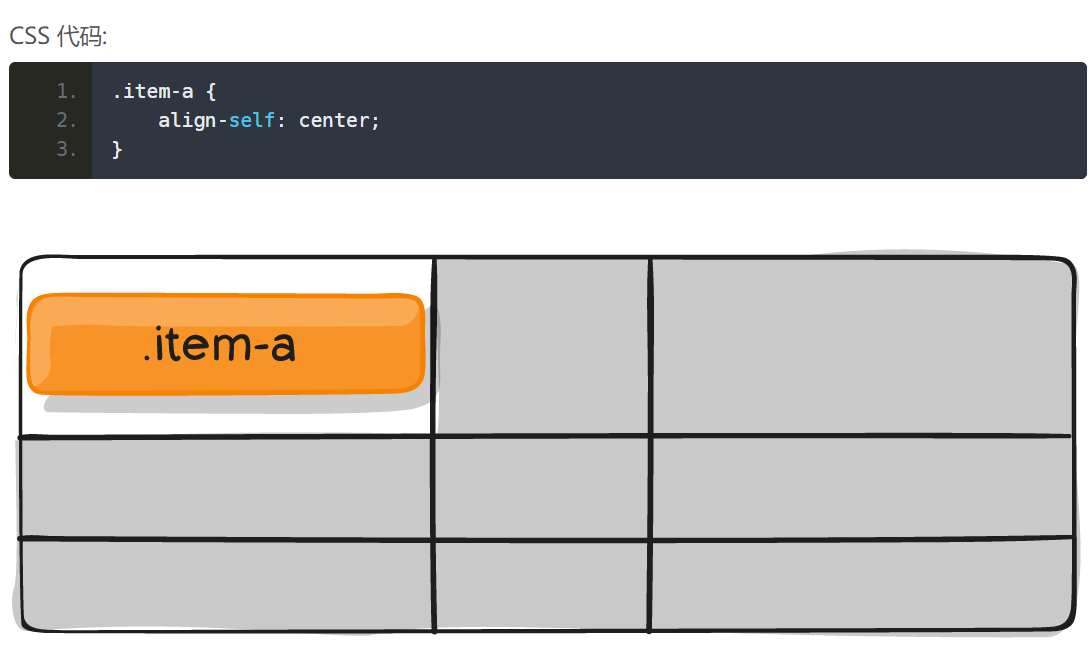 CSS 代码:
1. .item-a {
2.     align-self: center;
3. }
.item-a